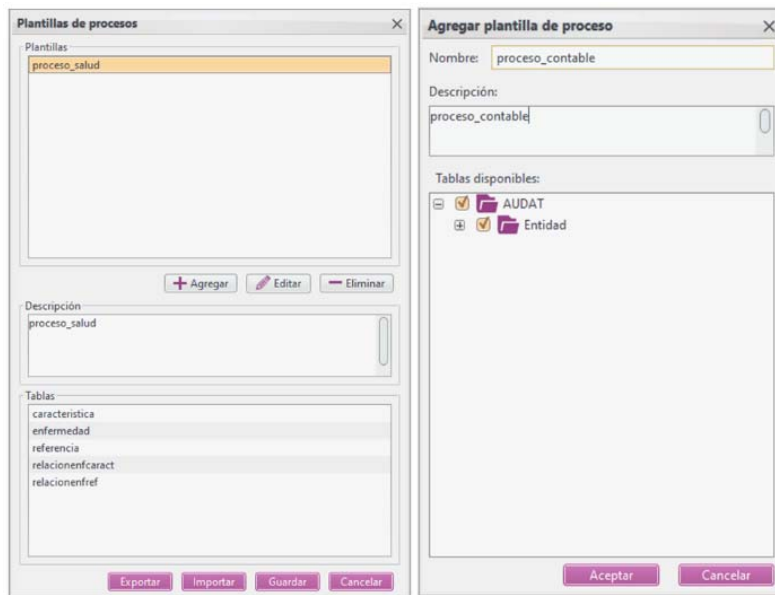 Plantillas de procesos
Plantillas
proceso_salud
Agregar
Editar
Eliminar
Descripción
proceso_salud
Tablas
caracteristica
enfermedad
referencia
relacionenfcaract
relacionenfref
Exportar
Importar
Guardar
Cancelar
Agregar plantilla de proceso
Nombre: proceso_contable
Descripción:
proceso_contable
Tablas disponibles:
AUDAT
Entidad
Aceptar
Cancelar